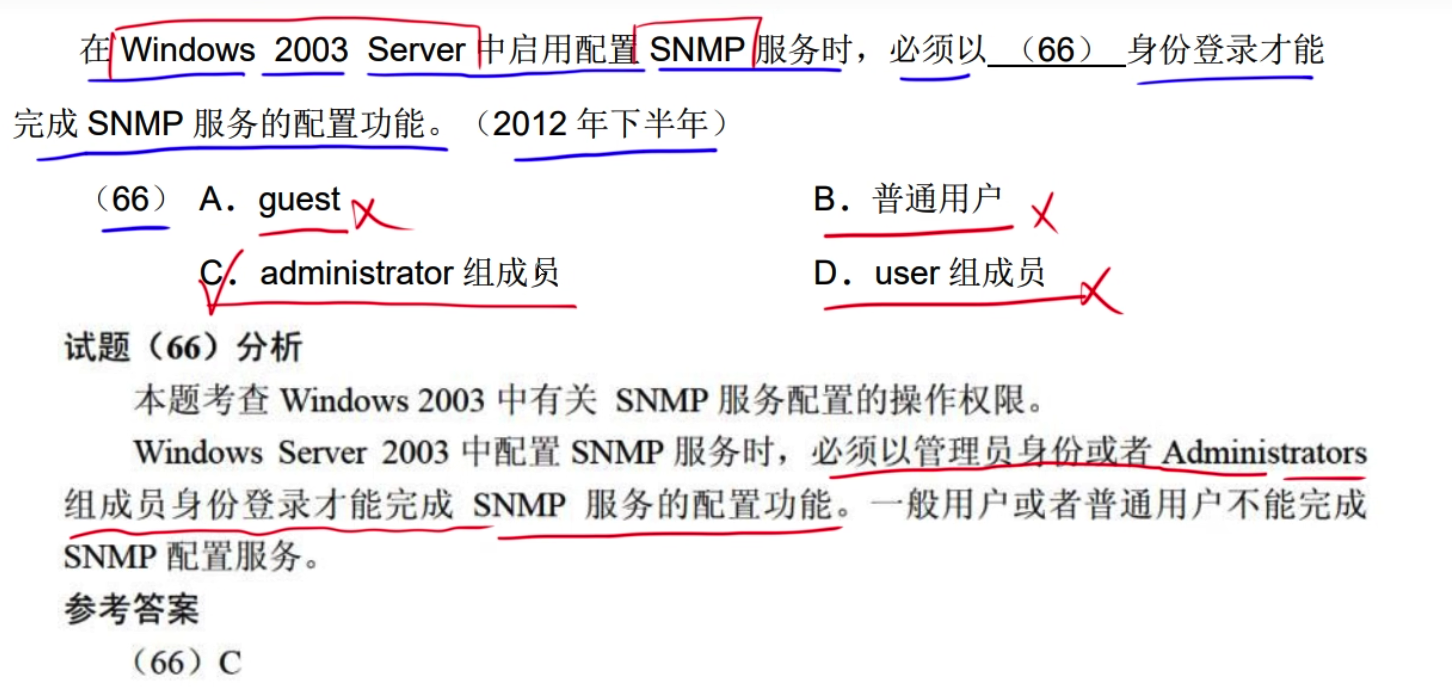 在 Windows 2003 Server 中启用配置 SNMP 服务时，必须以 （66） 身份登录才能
完成 SNMP 服务的配置功能。（2012 年下半年）
（66） A．guest B．普通用户
C．administrator 组成员 D．user 组成员
试题（66）分析
本题考查 Windows 2003 中有关 SNMP 服务配置的操作权限。
Windows Server 2003 中配置 SNMP 服务时，必须以管理员身份或者 Administrators
组成员身份登录才能完成 SNMP 服务的配置功能。一般用户或者普通用户不能完成
SNMP 配置服务。
参考答案
（66）C